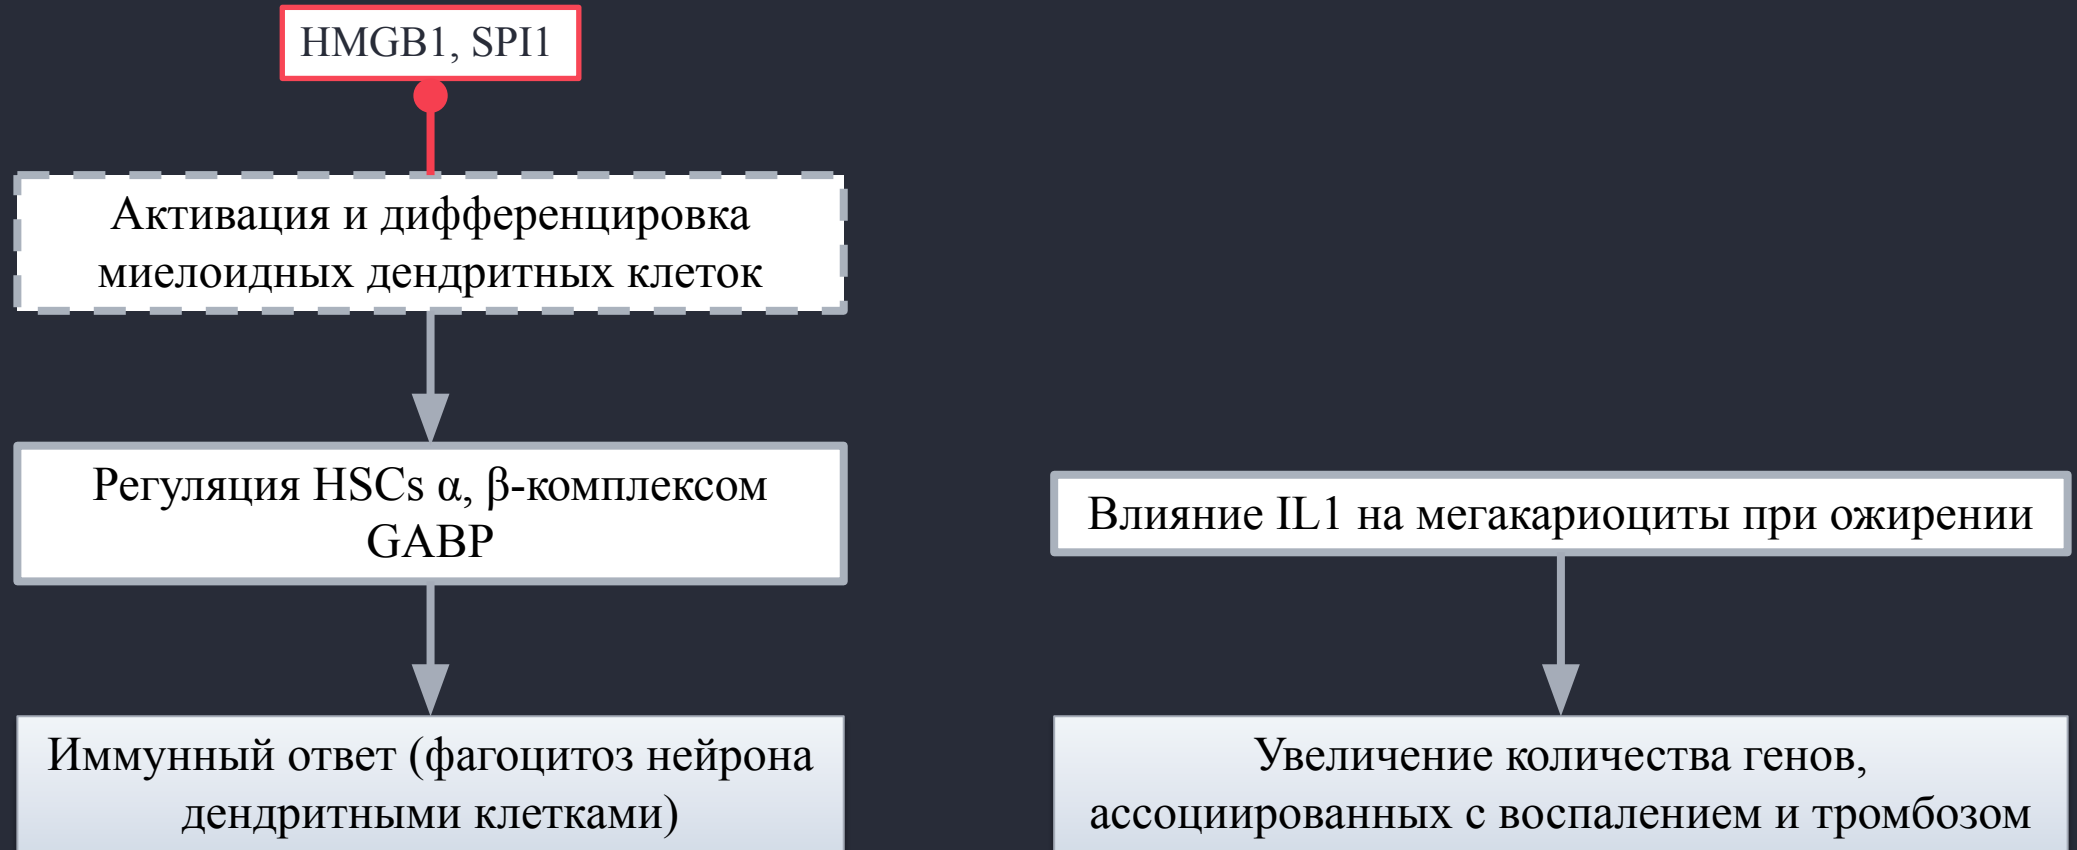 HMGB1, SPI1
Активация и дифференцировка
миелоидных дендритных клеток
Регуляция HSCs α, β-комплексом
GABP
Влияние IL1 на мегакариоциты при ожирении
Иммунный ответ (фагоцитоз нейрона
дендритными клетками)
Увеличение количества генов,
ассоциированных с воспалением и тромбозом